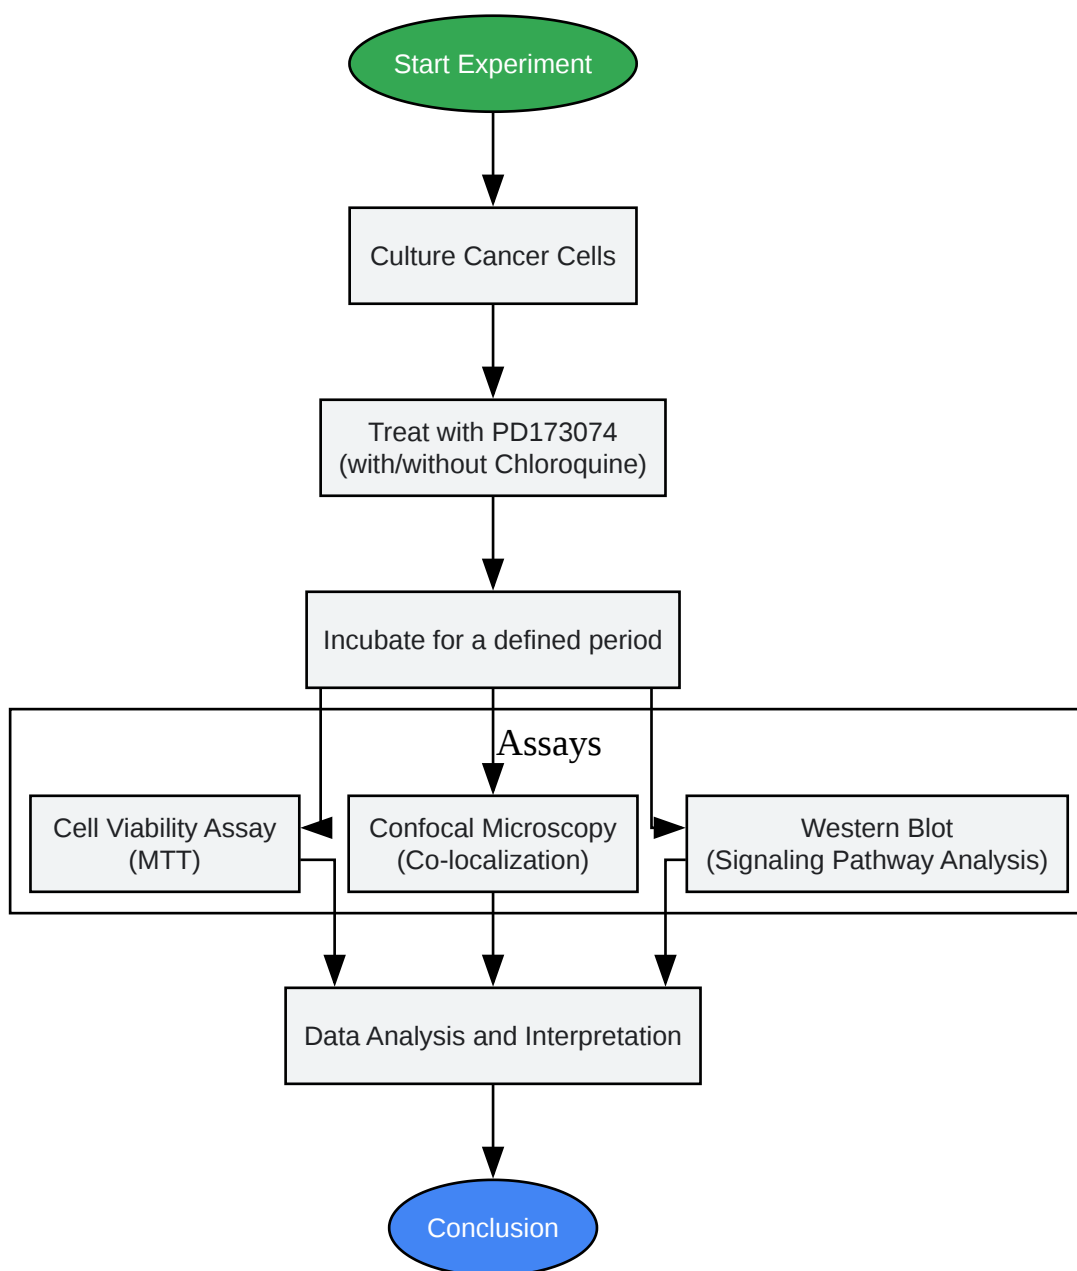 Start Experiment
Culture Cancer Cells
Treat with PD173074
(with/without Chloroquine)
Incubate for a defined period
Assays
Cell Viability Assay
(MTT)
Confocal Microscopy
(Co-localization)
Western Blot
(Signaling Pathway Analysis)
Data Analysis and Interpretation
Conclusion